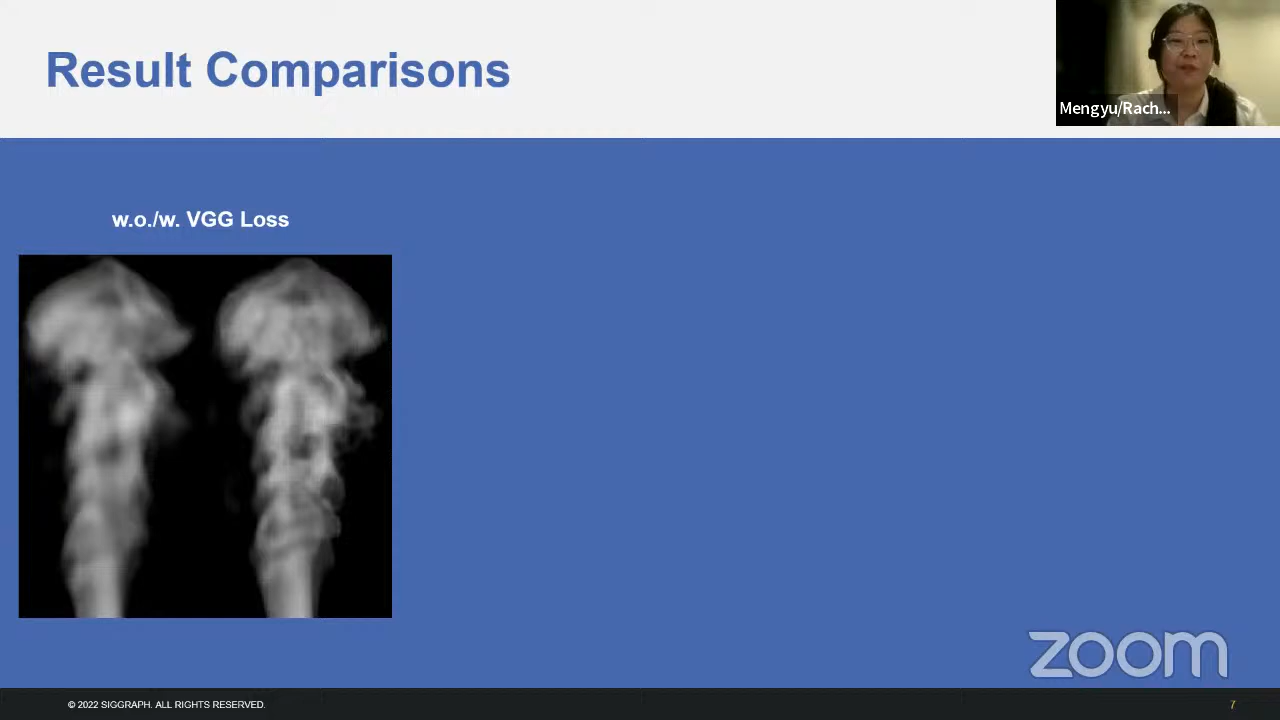 Result Comparisons
Mengyu/Rach...
w.o./w. VGG Loss
zoom
© 2022 SIGGRAPH. ALL RIGHTS RESERVED.
7